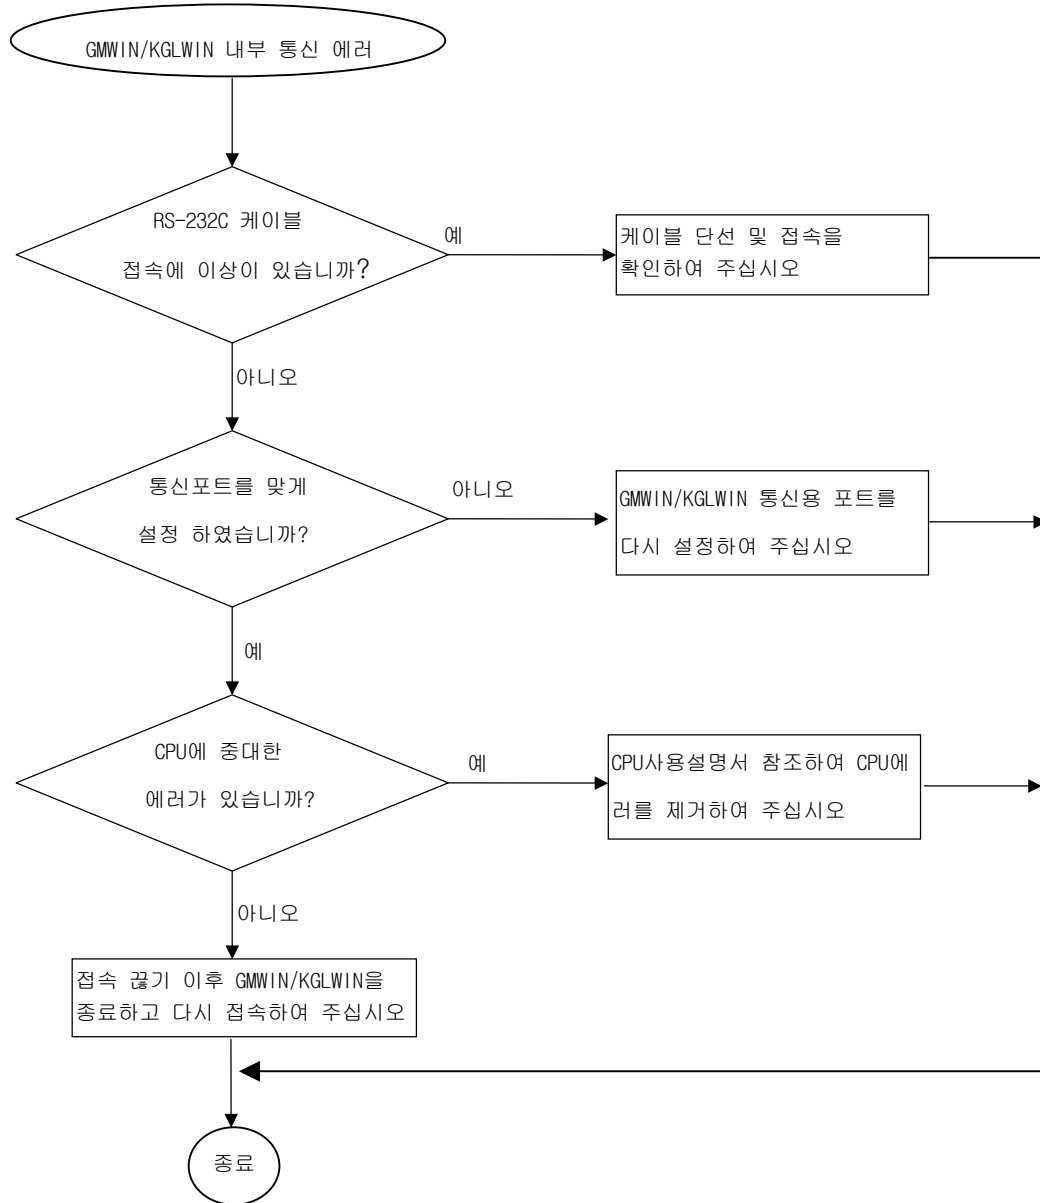 GMWIN/KGLWIN 내부 통신 에러
RS-232C 케이블
접속에 이상이 있습니까?
예
케이블 단선 및 접속을
확인하여 주십시오
아니오
통신포트를 맞게
설정 하였습니까?
아니오
GMWIN/KGLWIN 통신용 포트를
다시 설정하여 주십시오
예
CPU에 중대한
에러가 있습니까?
예
CPU사용설명서 참조하여 CPU에
러를 제거하여 주십시오
아니오
접속 끊기 이후 GMWIN/KGLWIN을
종료하고 다시 접속하여 주십시오
종료